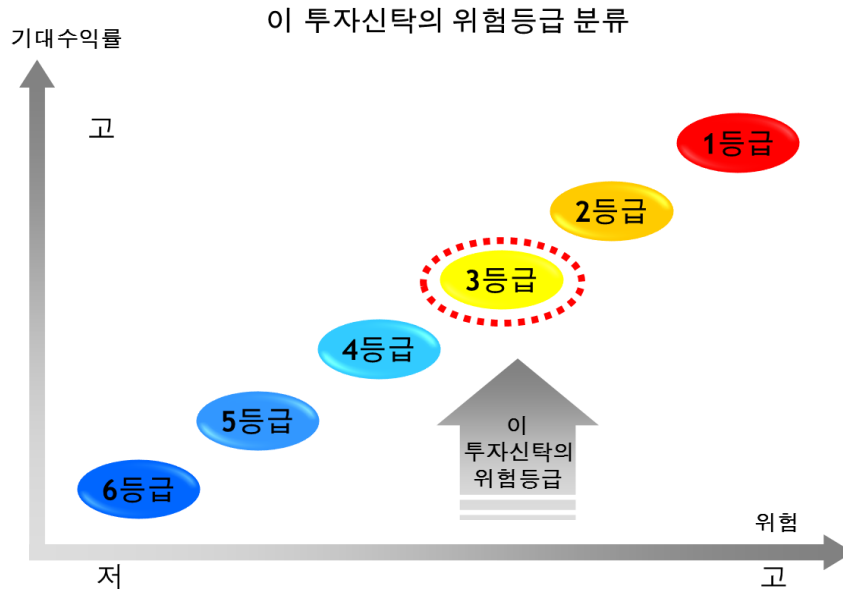 이 투자신탁의 위험등급 분류
기대수익률
고
1등급
2등급
3등급
4등급
5등급
6등급
이
투자신탁의
위험등급
위험
저
고